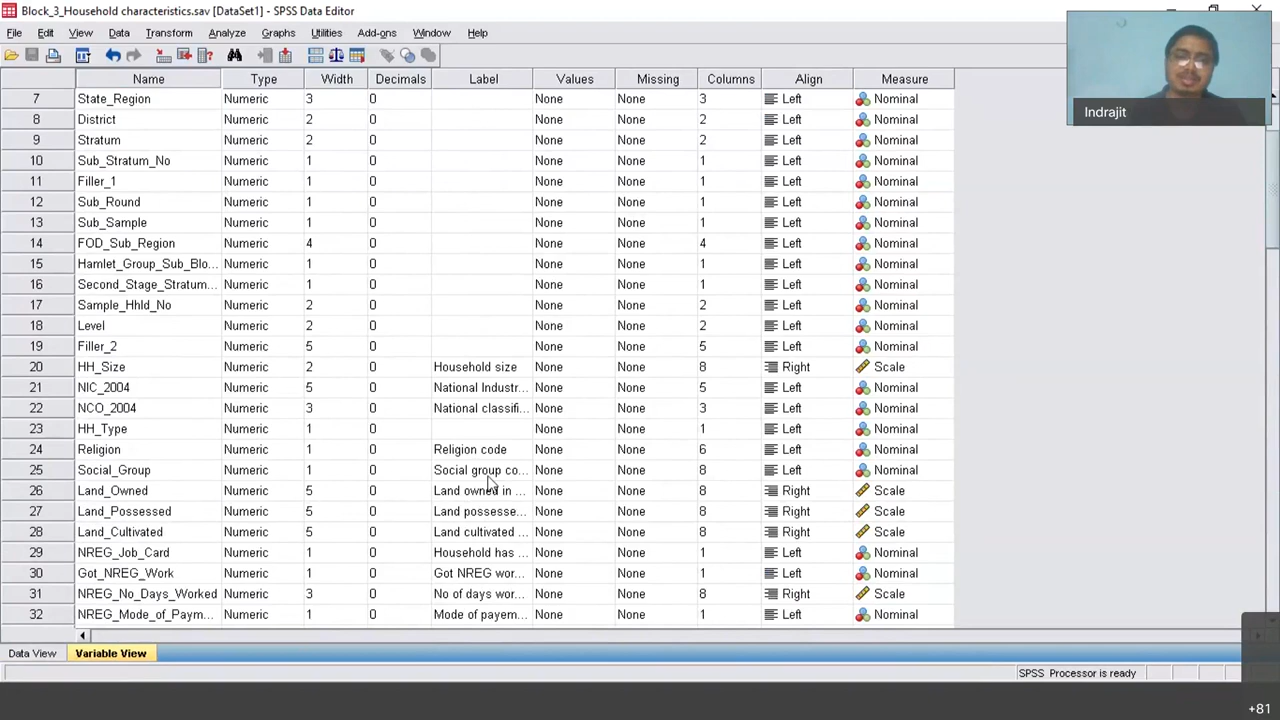 Block_3_Household characteristics.sav [DataSet1] - SPSS Data Editor
File Edit View Data Transform Analyze Graphs Utilities Add-ons Window Help
Name Type Width Decimals Label Values Missing Columns Align Measure
7 State_Region Numeric 3 0 None None 3 Left Nominal
8 District Numeric 2 0 None None 2 Left Nominal
9 Stratum Numeric 2 0 None None 2 Left Nominal
10 Sub_Stratum_No Numeric 1 0 None None 1 Left Nominal
11 Filler_1 Numeric 1 0 None None 1 Left Nominal
12 Sub_Round Numeric 1 0 None None 1 Left Nominal
13 Sub_Sample Numeric 1 0 None None 1 Left Nominal
14 FOD_Sub_Region Numeric 4 0 None None 4 Left Nominal
15 Hamlet_Group_Sub_Blo... Numeric 1 0 None None 1 Left Nominal
16 Second_Stage_Stratum... Numeric 1 0 None None 1 Left Nominal
17 Sample_Hhld_No Numeric 2 0 None None 2 Left Nominal
18 Level Numeric 2 0 None None 2 Left Nominal
19 Filler_2 Numeric 5 0 None None 5 Left Nominal
20 HH_Size Numeric 2 0 Household size None None 8 Right Scale
21 NIC_2004 Numeric 5 0 National Industr... None None 5 Left Nominal
22 NCO_2004 Numeric 3 0 National classifi... None None 3 Left Nominal
23 HH_Type Numeric 1 0 None None 1 Left Nominal
24 Religion Numeric 1 0 Religion code None None 6 Left Nominal
25 Social_Group Numeric 1 0 Social group co... None None 8 Left Nominal
26 Land_Owned Numeric 5 0 Land owned in ... None None 8 Right Scale
27 Land_Possessed Numeric 5 0 Land possesse... None None 8 Right Scale
28 Land_Cultivated Numeric 5 0 Land cultivated ... None None 8 Right Scale
29 NREG_Job_Card Numeric 1 0 Household has ... None None 1 Left Nominal
30 Got_NREG_Work Numeric 1 0 Got NREG wor... None None 1 Left Nominal
31 NREG_No_Days_Worked Numeric 3 0 No of days wor... None None 8 Right Scale
32 NREG_Mode_of_Paym... Numeric 1 0 Mode of payem... None None 1 Left Nominal
Indrajit
Data View Variable View
SPSS Processor is ready
+81